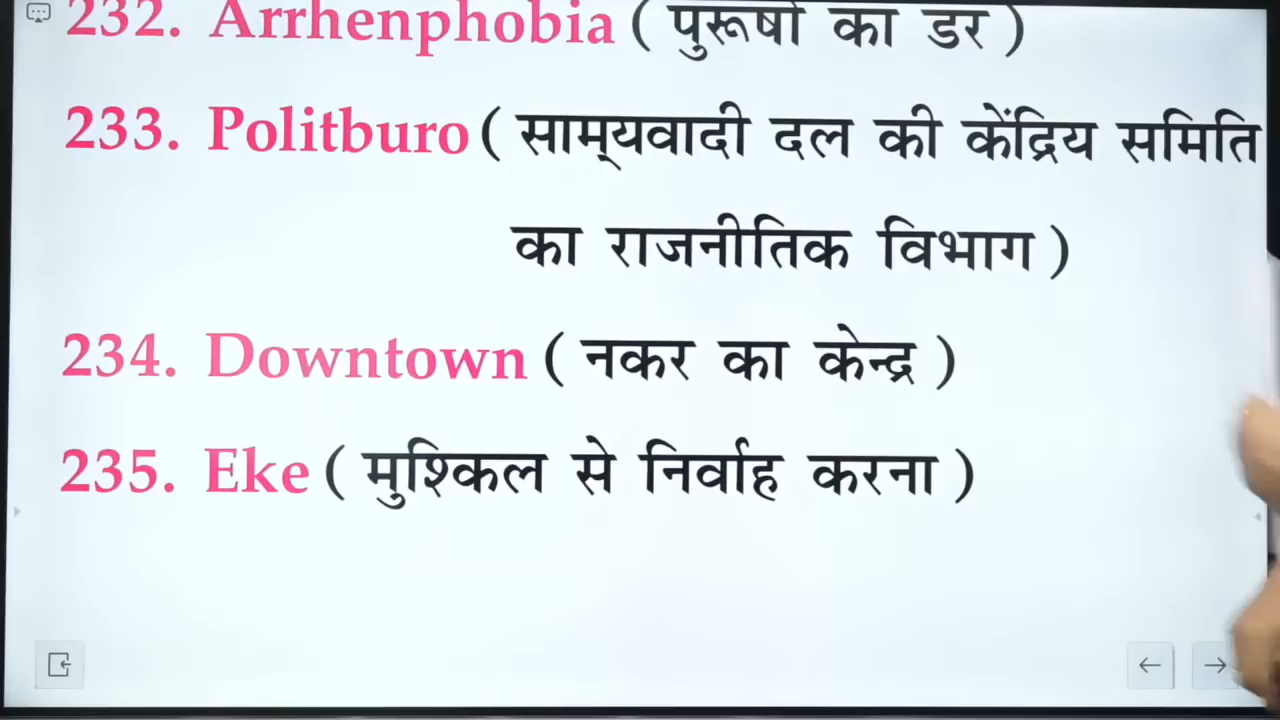 232. Arrhenphobia ( पुरूषों का डर )
233. Politburo ( साम्यवादी दल की केंद्रिय समिति
का राजनीतिक विभाग )
234. Downtown ( नकर का केन्द्र )
235. Eke ( मुश्किल से निर्वाह करना )